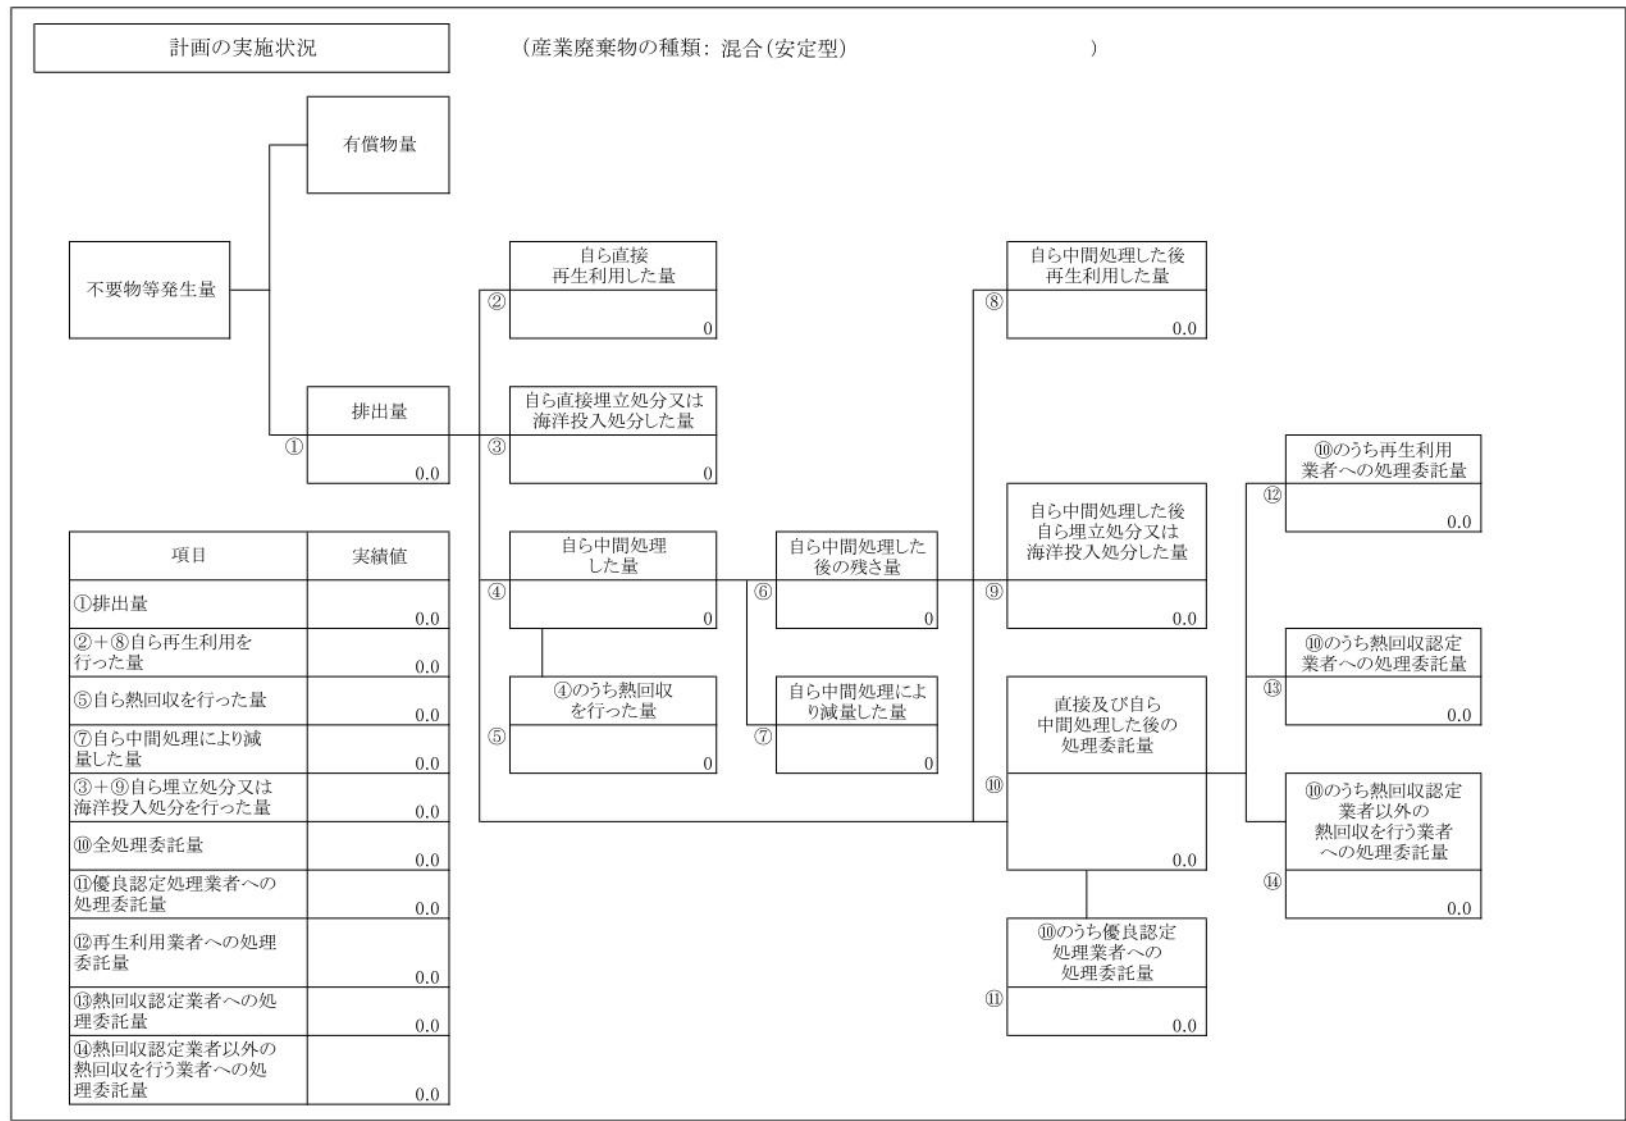 計画の実施状況
(産業廃棄物の種類: 混合(安定型) )
有償物量
不要物等発生量
自ら直接
再生利用した量
②
0
自ら中間処理した後
再生利用した量
⑧
0.0
排出量
①
0.0
自ら直接埋立処分又は
海洋投入処分した量
③
0
⑩のうち再生利用
業者への処理委託量
⑫
0.0
自ら中間処理した後
自ら埋立処分又は
海洋投入処分した量
⑨
0.0
自ら中間処理
した量
④
0
自ら中間処理した
後の残さ量
⑥
0
⑩のうち熱回収認定
業者への処理委託量
⑬
0.0
④のうち熱回収
を行った量
⑤
0
自ら中間処理によ
り減量した量
⑦
0
直接及び自ら
中間処理した後の
処理委託量
⑩
0.0
⑩のうち熱回収認定
業者以外の
熱回収を行う業者
への処理委託量
⑭
0.0
⑩のうち優良認定
処理業者への
処理委託量
⑪
0.0
項目 実績値
①排出量
0.0
②+⑧自ら再生利用を
行った量
0.0
⑤自ら熱回収を行った量
0.0
⑦自ら中間処理により減
量した量
0.0
③+⑨自ら埋立処分又は
海洋投入処分を行った量
0.0
⑩全処理委託量
0.0
⑪優良認定処理業者への
処理委託量
0.0
⑫再生利用業者への処理
委託量
0.0
⑬熱回収認定業者への処
理委託量
0.0
⑭熱回収認定業者以外の
熱回収を行う業者への処
理委託量
0.0